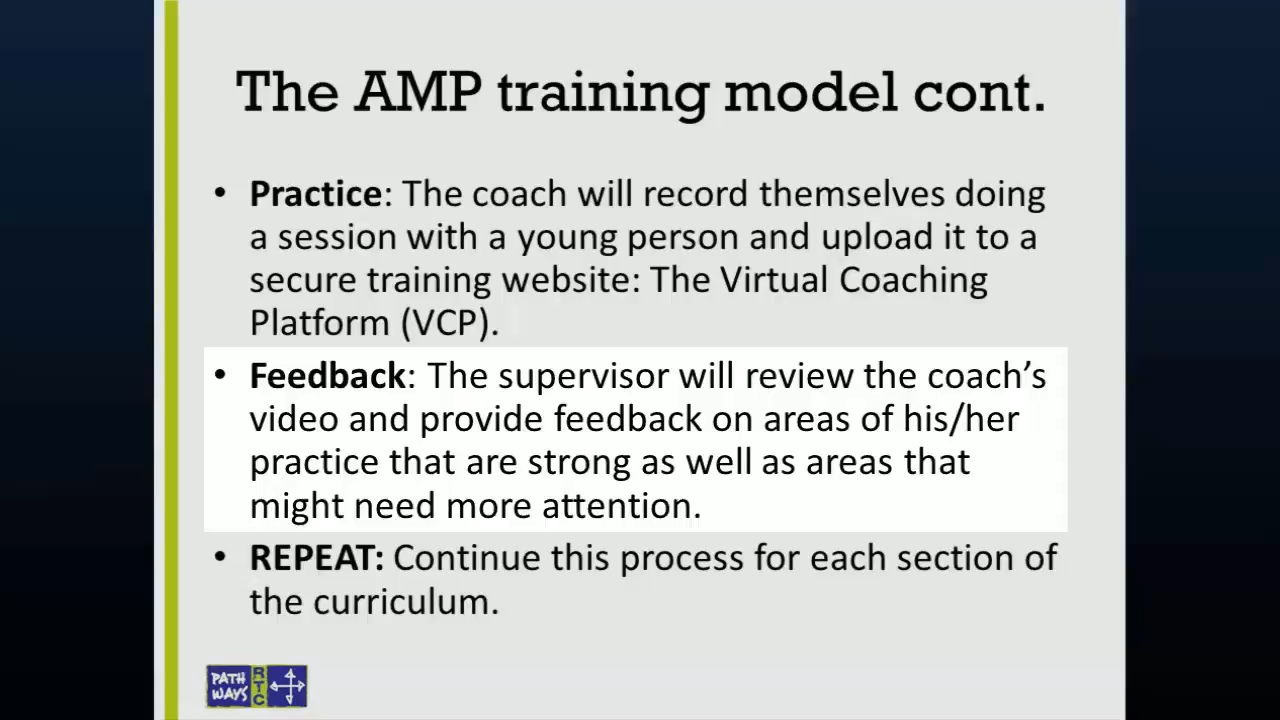 The AMP training model cont.
• Practice: The coach will record themselves doing
a session with a young person and upload it to a
secure training website: The Virtual Coaching
Platform (VCP).
• Feedback: The supervisor will review the coach’s
video and provide feedback on areas of his/her
practice that are strong as well as areas that
might need more attention.
• REPEAT: Continue this process for each section of
the curriculum.
PATH
WAYS
RTC